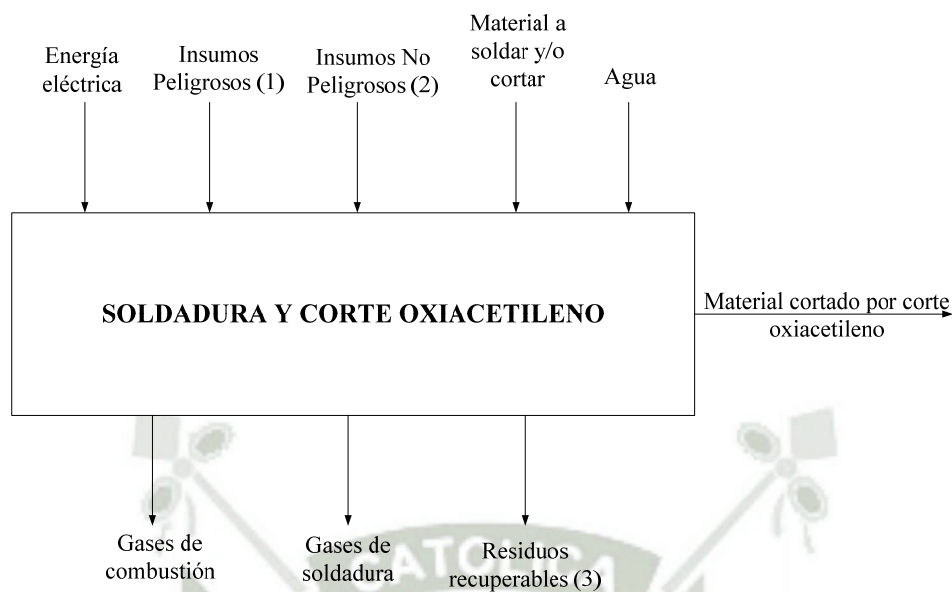 Energía
eléctrica
Insumos
Peligrosos (1)
Insumos No
Peligrosos (2)
Material a
soldar y/o
cortar
Agua
SOLDADURA Y CORTE OXIACETILENO
Material cortado por corte
oxiacetileno
Gases de
combustión
Gases de
soldadura
Residuos
recuperables (3)
CATOLICA